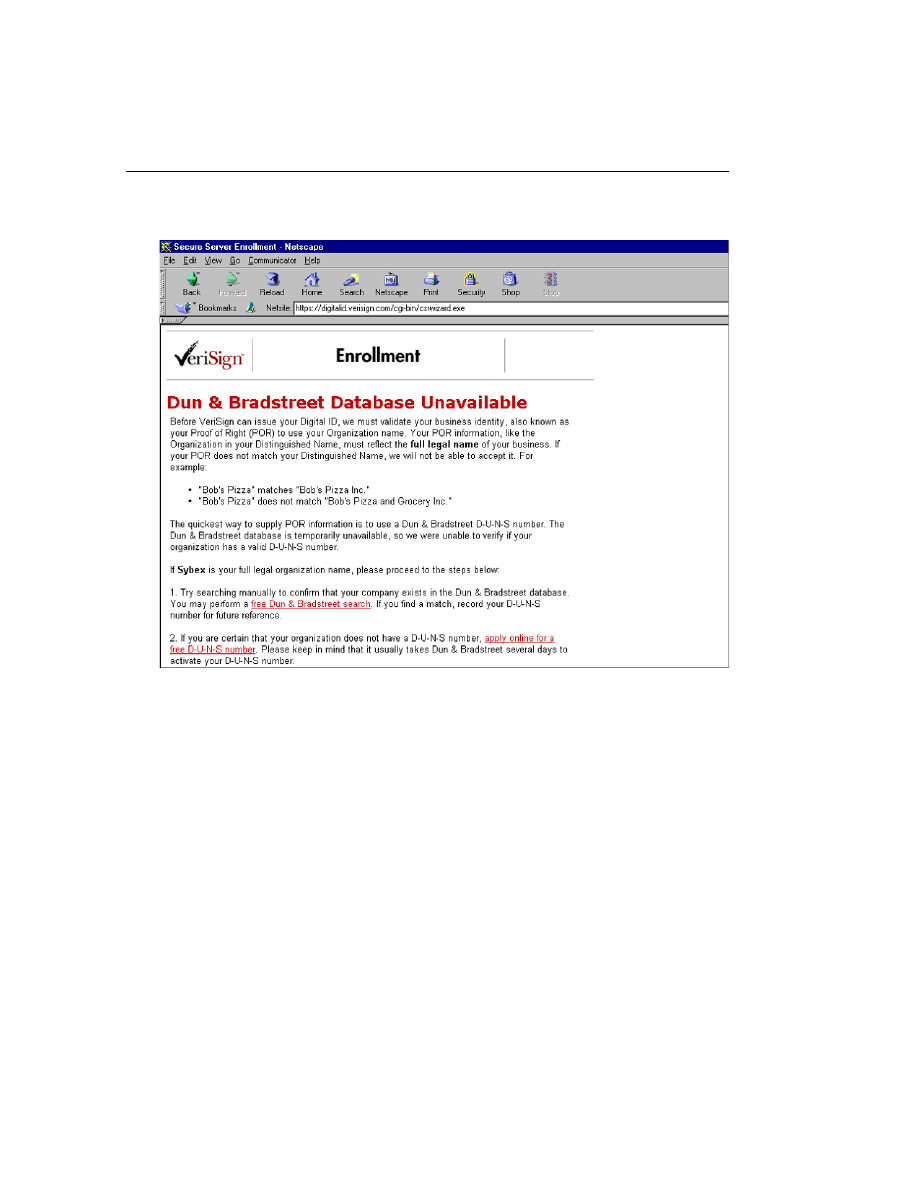 Secure Server Enrollment - Netscape
File Edit View Go Communicator Help
Back Forward Reload Home Search Netscape Print Security Shop Stop
Bookmarks Netsite: https://digitalid.verisign.com/cgi-bin/csrwizard.exe
VeriSign™ Enrollment
Dun & Bradstreet Database Unavailable
Before VeriSign can issue your Digital ID, we must validate your business identity, also known as
your Proof of Right (POR) to use your Organization name. Your POR information, like the
Organization in your Distinguished Name, must reflect the full legal name of your business. If
your POR does not match your Distinguished Name, we will not be able to accept it. For
example:
• "Bob's Pizza" matches "Bob's Pizza Inc."
• "Bob's Pizza" does not match "Bob's Pizza and Grocery Inc."
The quickest way to supply POR information is to use a Dun & Bradstreet D-U-N-S number. The
Dun & Bradstreet database is temporarily unavailable, so we were unable to verify if your
organization has a valid D-U-N-S number.
If Sybex is your full legal organization name, please proceed to the steps below:
1. Try searching manually to confirm that your company exists in the Dun & Bradstreet database.
You may perform a free Dun & Bradstreet search. If you find a match, record your D-U-N-S
number for future reference.
2. If you are certain that your organization does not have a D-U-N-S number, apply online for a
free D-U-N-S number. Please keep in mind that it usually takes Dun & Bradstreet several days to
activate your D-U-N-S number.